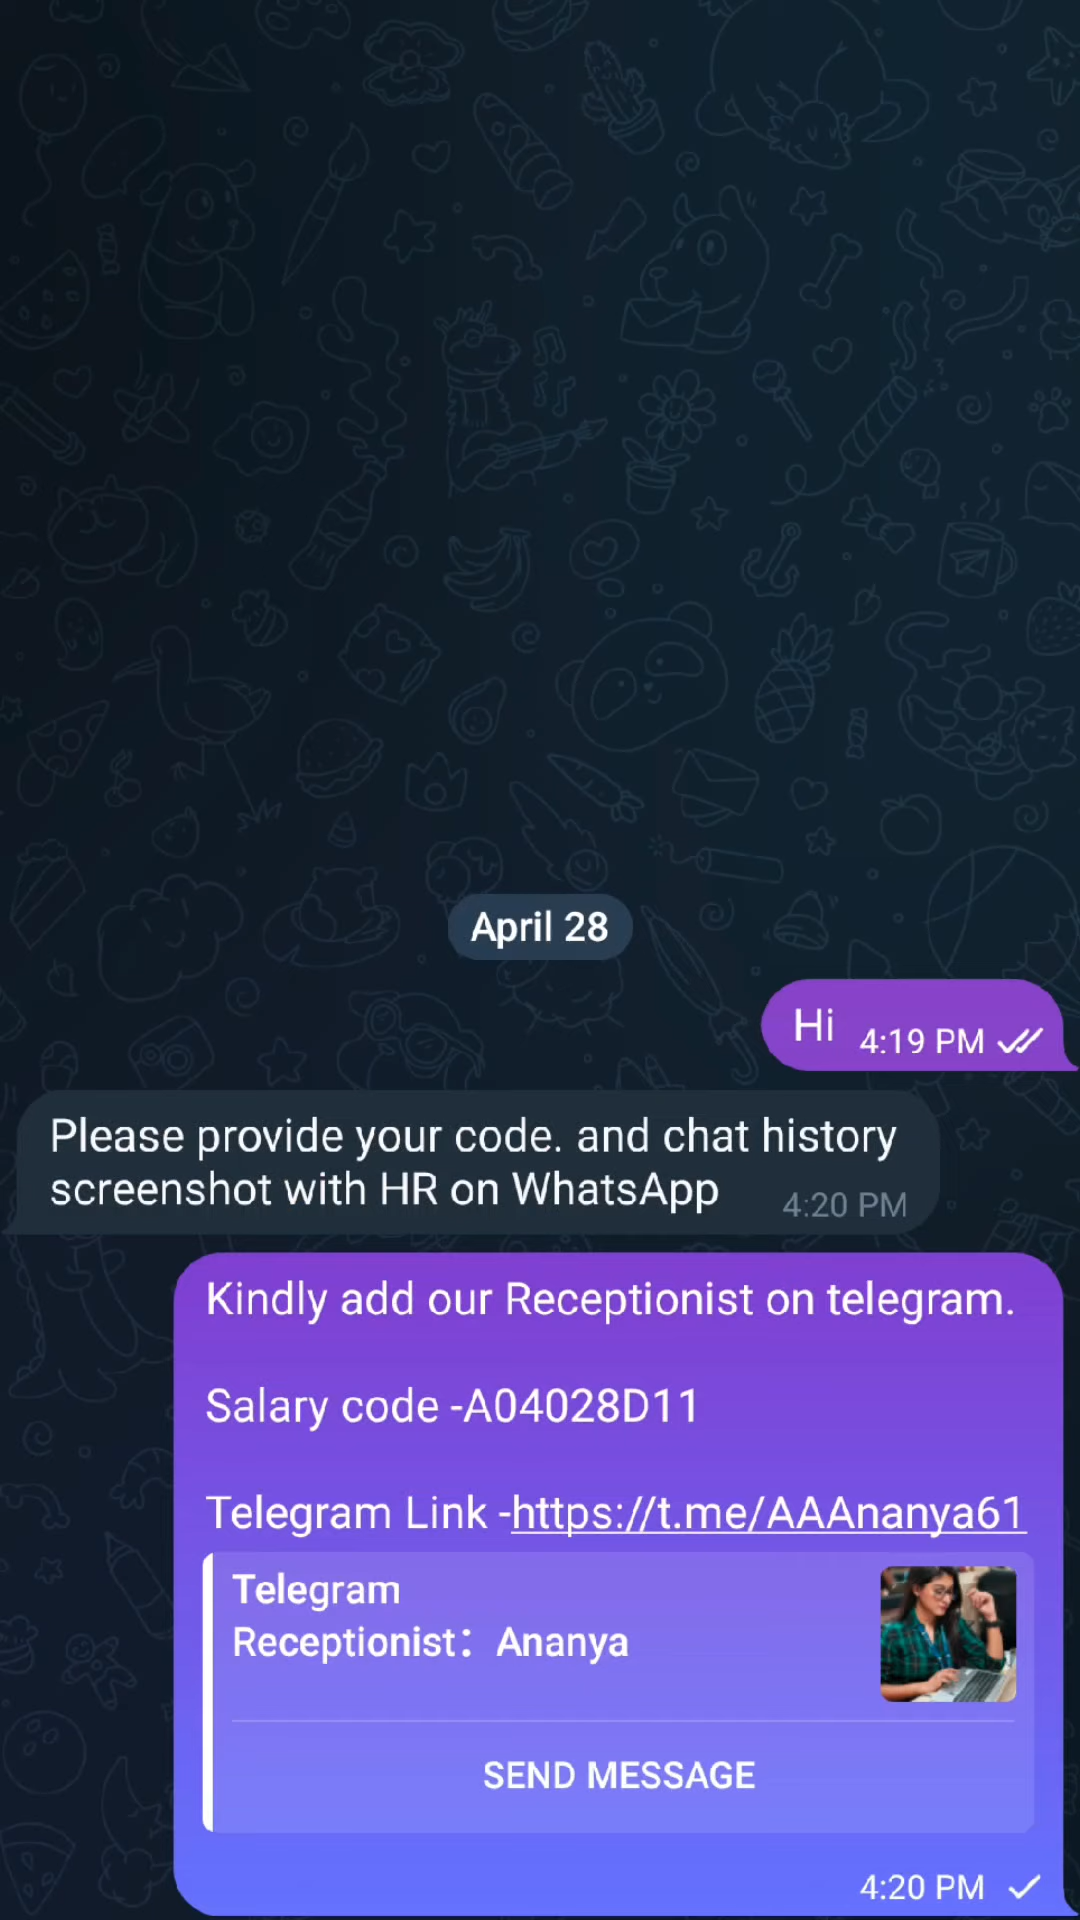 April 28
Hi
4:19 PM
Please provide your code. and chat history
screenshot with HR on WhatsApp
4:20 PM
Kindly add our Receptionist on telegram.
Salary code -A04028D11
Telegram Link -https://t.me/AAAnanya61
Telegram
Receptionist：Ananya
SEND MESSAGE
4:20 PM